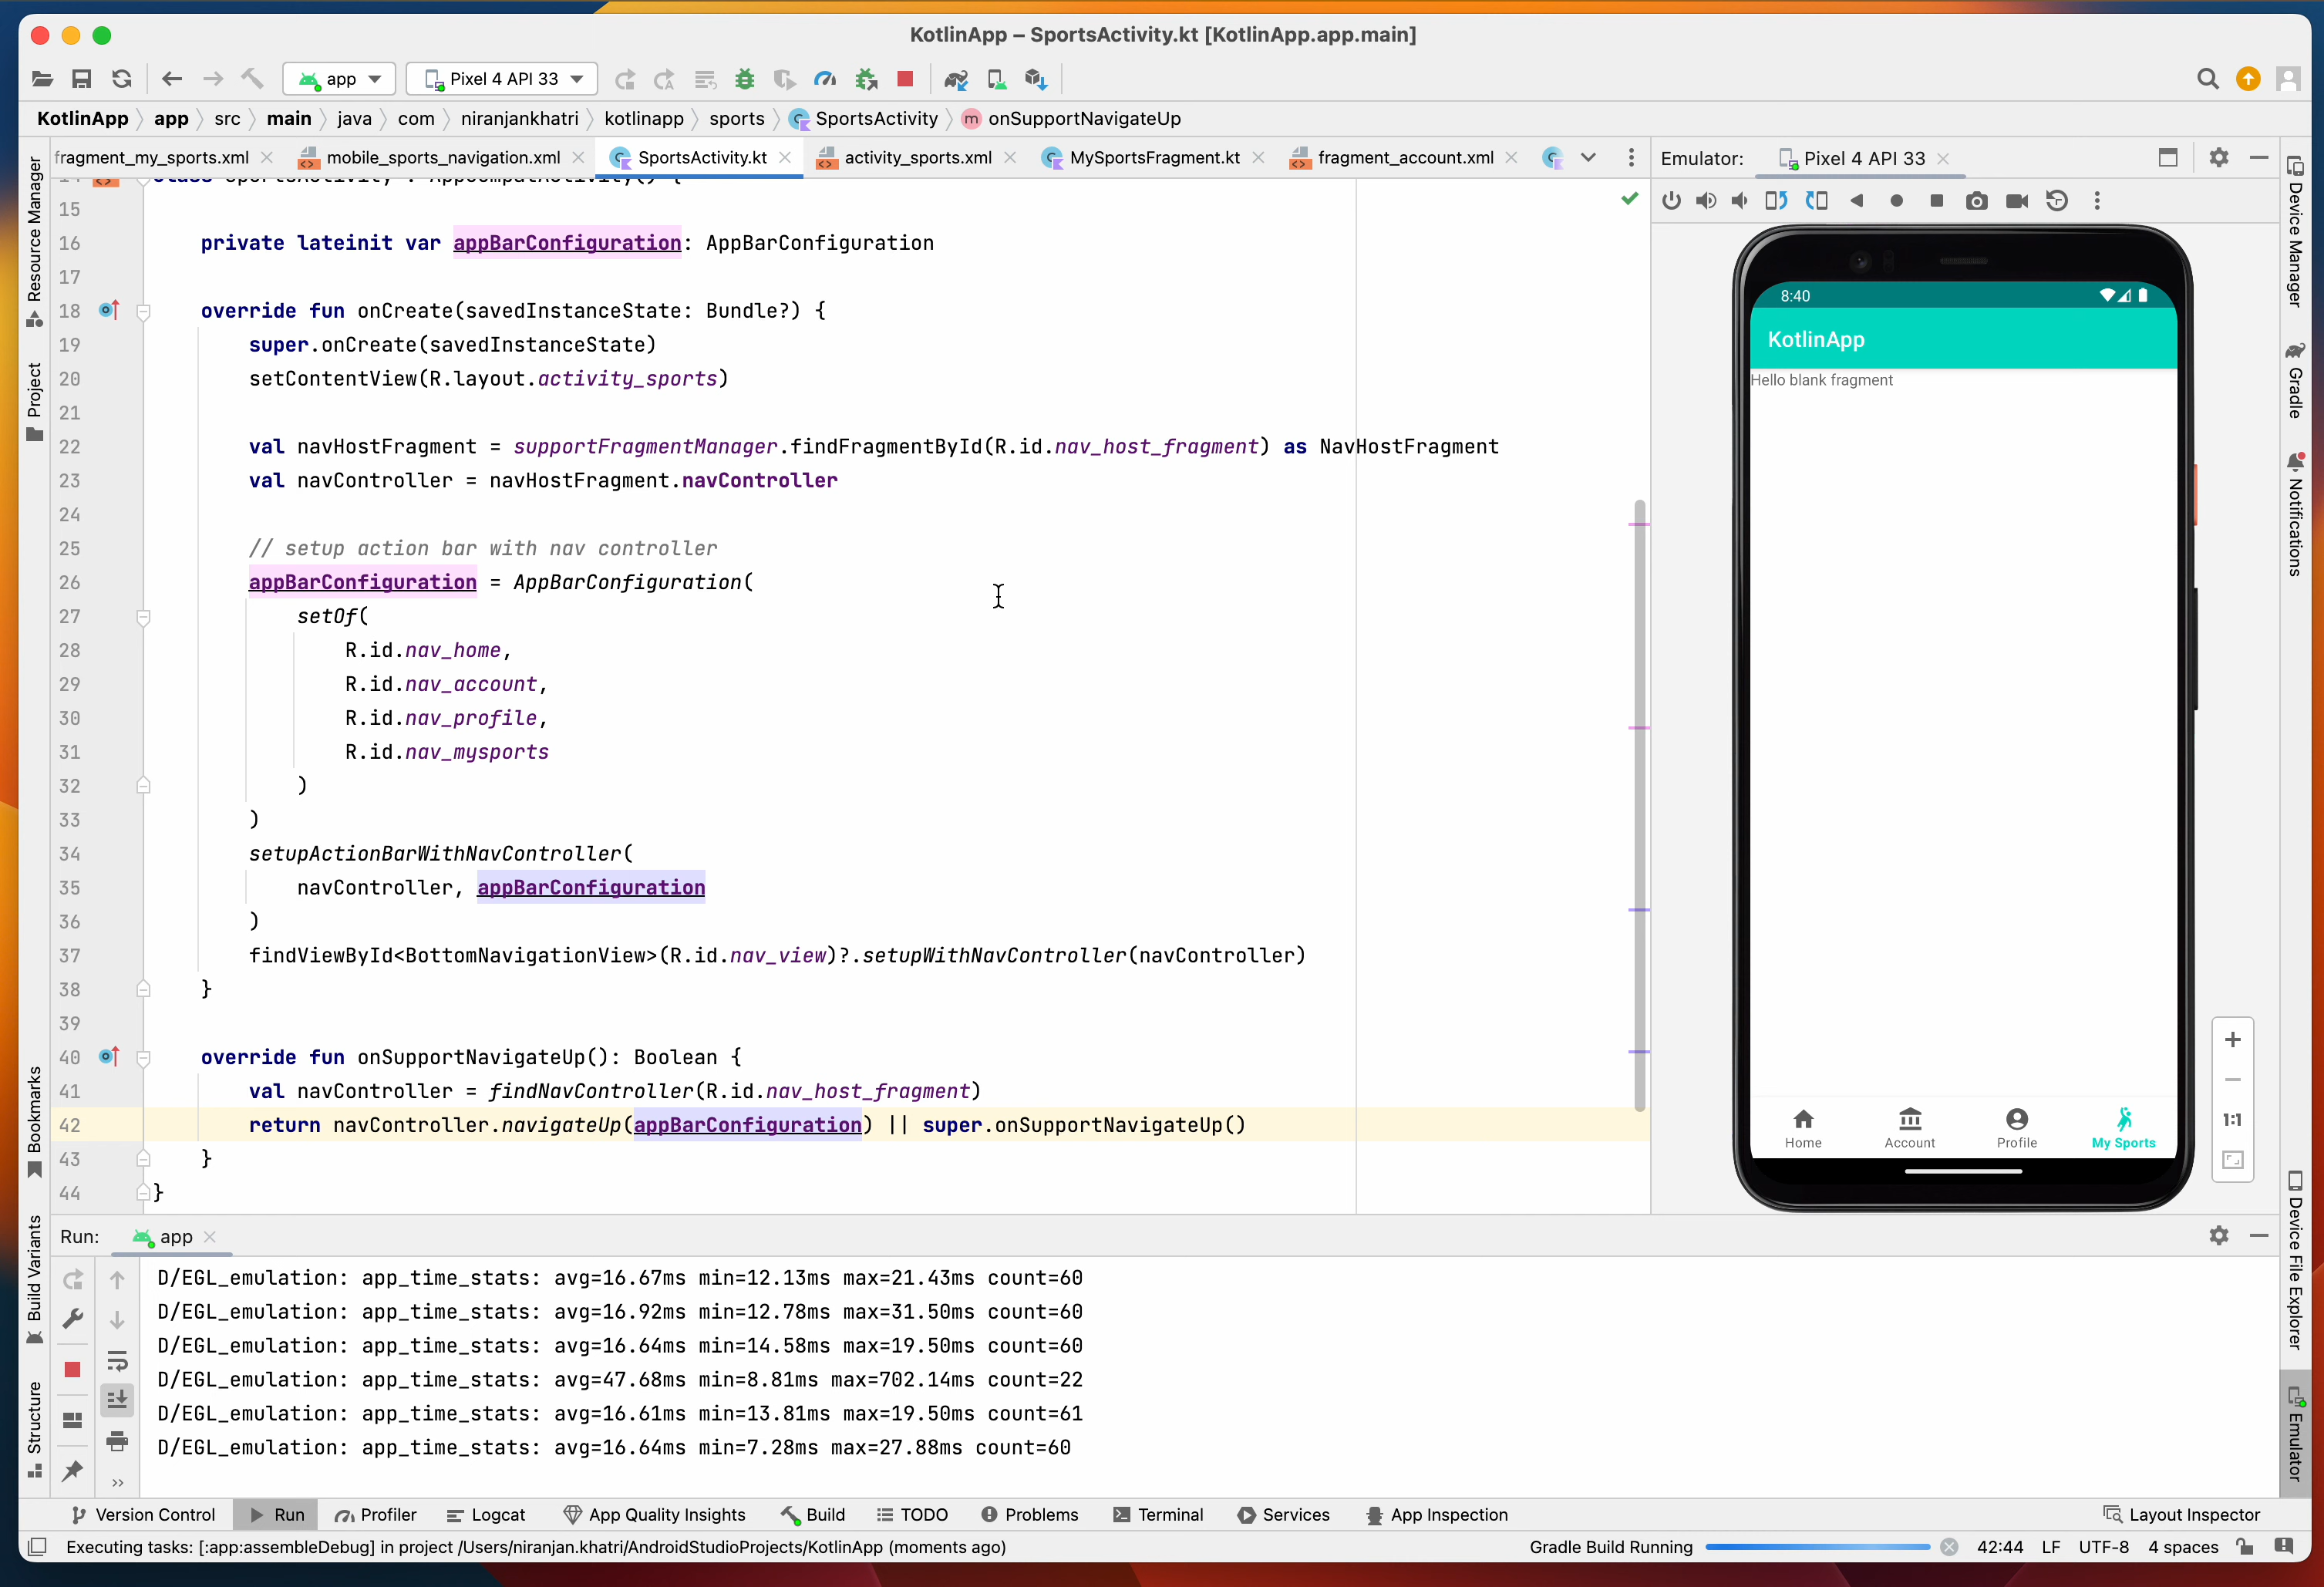 KotlinApp – SportsActivity.kt [KotlinApp.app.main]
app
Pixel 4 API 33
KotlinApp
app
src
main
java
com
niranjankhatri
kotlinapp
sports
SportsActivity
m
onSupportNavigateUp
fragment_my_sports.xml
mobile_sports_navigation.xml
SportsActivity.kt
activity_sports.xml
MySportsFragment.kt
fragment_account.xml
Emulator:
Pixel 4 API 33
Resource Manager
Project
Bookmarks
Build Variants
Structure
14 class SportsActivity : AppCompatActivity() {
15
16 private lateinit var appBarConfiguration: AppBarConfiguration
17
18 override fun onCreate(savedInstanceState: Bundle?) {
19 super.onCreate(savedInstanceState)
20 setContentView(R.layout.activity_sports)
21
22 val navHostFragment = supportFragmentManager.findFragmentById(R.id.nav_host_fragment) as NavHostFragment
23 val navController = navHostFragment.navController
24
25 // setup action bar with nav controller
26 appBarConfiguration = AppBarConfiguration(
27 setOf(
28 R.id.nav_home,
29 R.id.nav_account,
30 R.id.nav_profile,
31 R.id.nav_mysports
32 )
33 )
34 setupActionBarWithNavController(
35 navController, appBarConfiguration
36 )
37 findViewById<BottomNavigationView>(R.id.nav_view)?.setupWithNavController(navController)
38 }
39
40 override fun onSupportNavigateUp(): Boolean {
41 val navController = findNavController(R.id.nav_host_fragment)
42 return navController.navigateUp(appBarConfiguration) || super.onSupportNavigateUp()
43 }
44 }
8:40
KotlinApp
Hello blank fragment
Home
Account
Profile
My Sports
1:1
Device Manager
Gradle
Notifications
Device File Explorer
Emulator
Run:
app
D/EGL_emulation: app_time_stats: avg=16.67ms min=12.13ms max=21.43ms count=60
D/EGL_emulation: app_time_stats: avg=16.92ms min=12.78ms max=31.50ms count=60
D/EGL_emulation: app_time_stats: avg=16.64ms min=14.58ms max=19.50ms count=60
D/EGL_emulation: app_time_stats: avg=47.68ms min=8.81ms max=702.14ms count=22
D/EGL_emulation: app_time_stats: avg=16.61ms min=13.81ms max=19.50ms count=61
D/EGL_emulation: app_time_stats: avg=16.64ms min=7.28ms max=27.88ms count=60
Version Control
Run
Profiler
Logcat
App Quality Insights
Build
TODO
Problems
Terminal
Services
App Inspection
Layout Inspector
Executing tasks: [:app:assembleDebug] in project /Users/niranjan.khatri/AndroidStudioProjects/KotlinApp (moments ago)
Gradle Build Running
42:44
LF
UTF-8
4 spaces